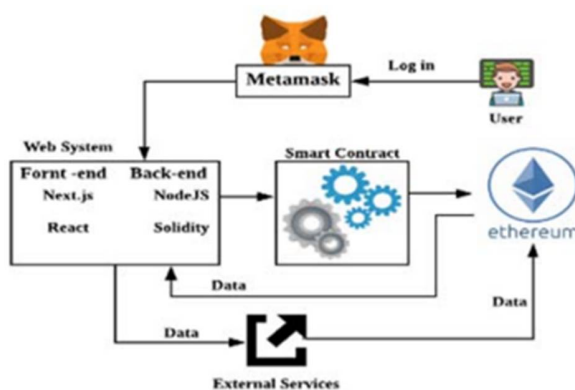 Metamask
Log in
User
Web System
Fornt -end Back-end
Next.js NodeJS
React Solidity
Smart Contract
ethereum
Data
Data
Data
External Services